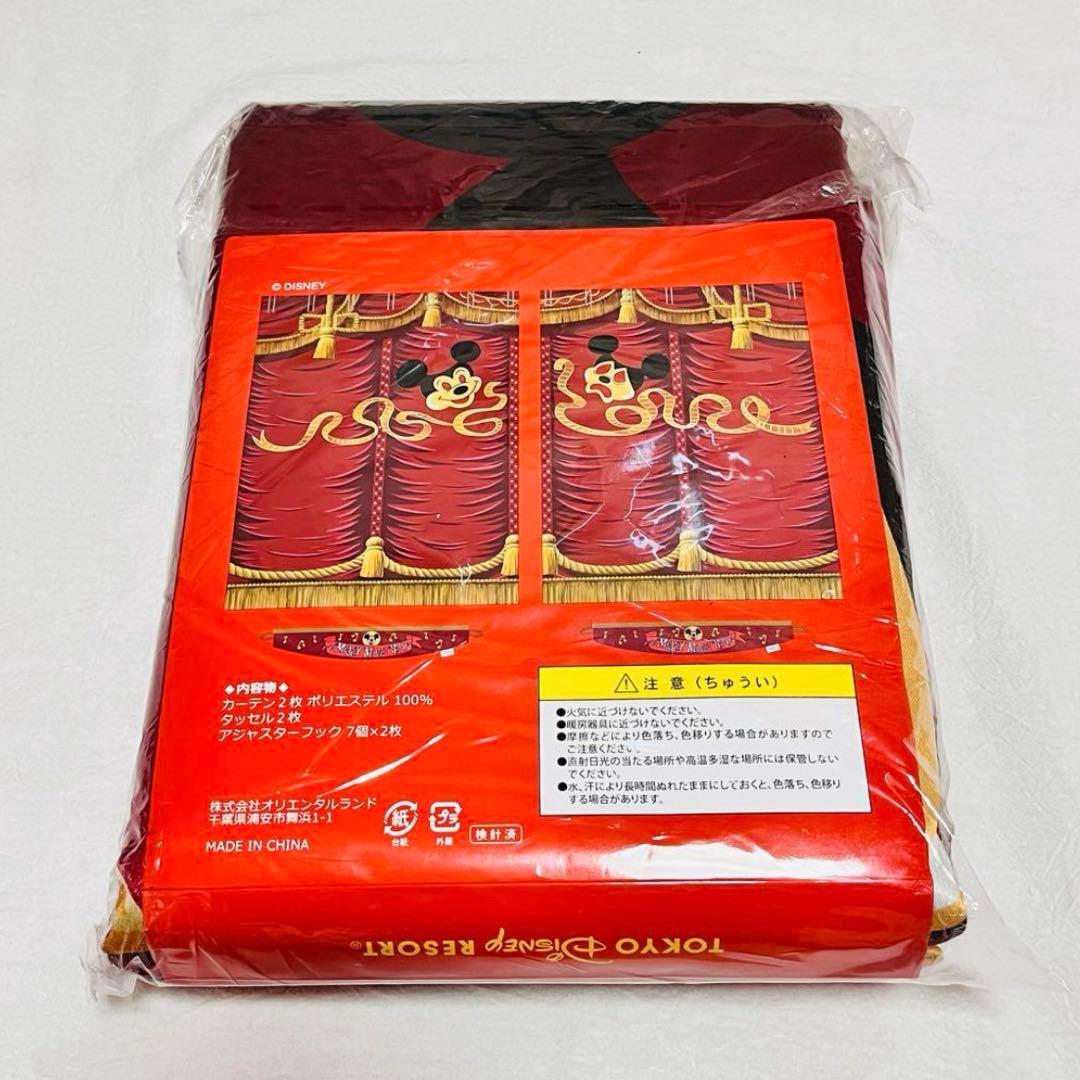 © DISNEY
◆内容物◆
カーテン2枚 ポリエステル 100%
タッセル2枚
アジャスターフック 7個×2枚
株式会社オリエンタルランド
千葉県浦安市舞浜1-1
MADE IN CHINA
紙
台紙
プラ
外装
検針済
注 意（ちゅうい）
●火気に近づけないでください。
●暖房器具に近づけないでください。
●摩擦などにより色落ち、色移りする場合がありますので
ご注意ください。
●直射日光の当たる場所や高温多湿な場所には保管しない
でください。
●水、汗により長時間ぬれたままにしておくと、色落ち、色移り
する場合があります。
TOKYO DISNEY RESORT®